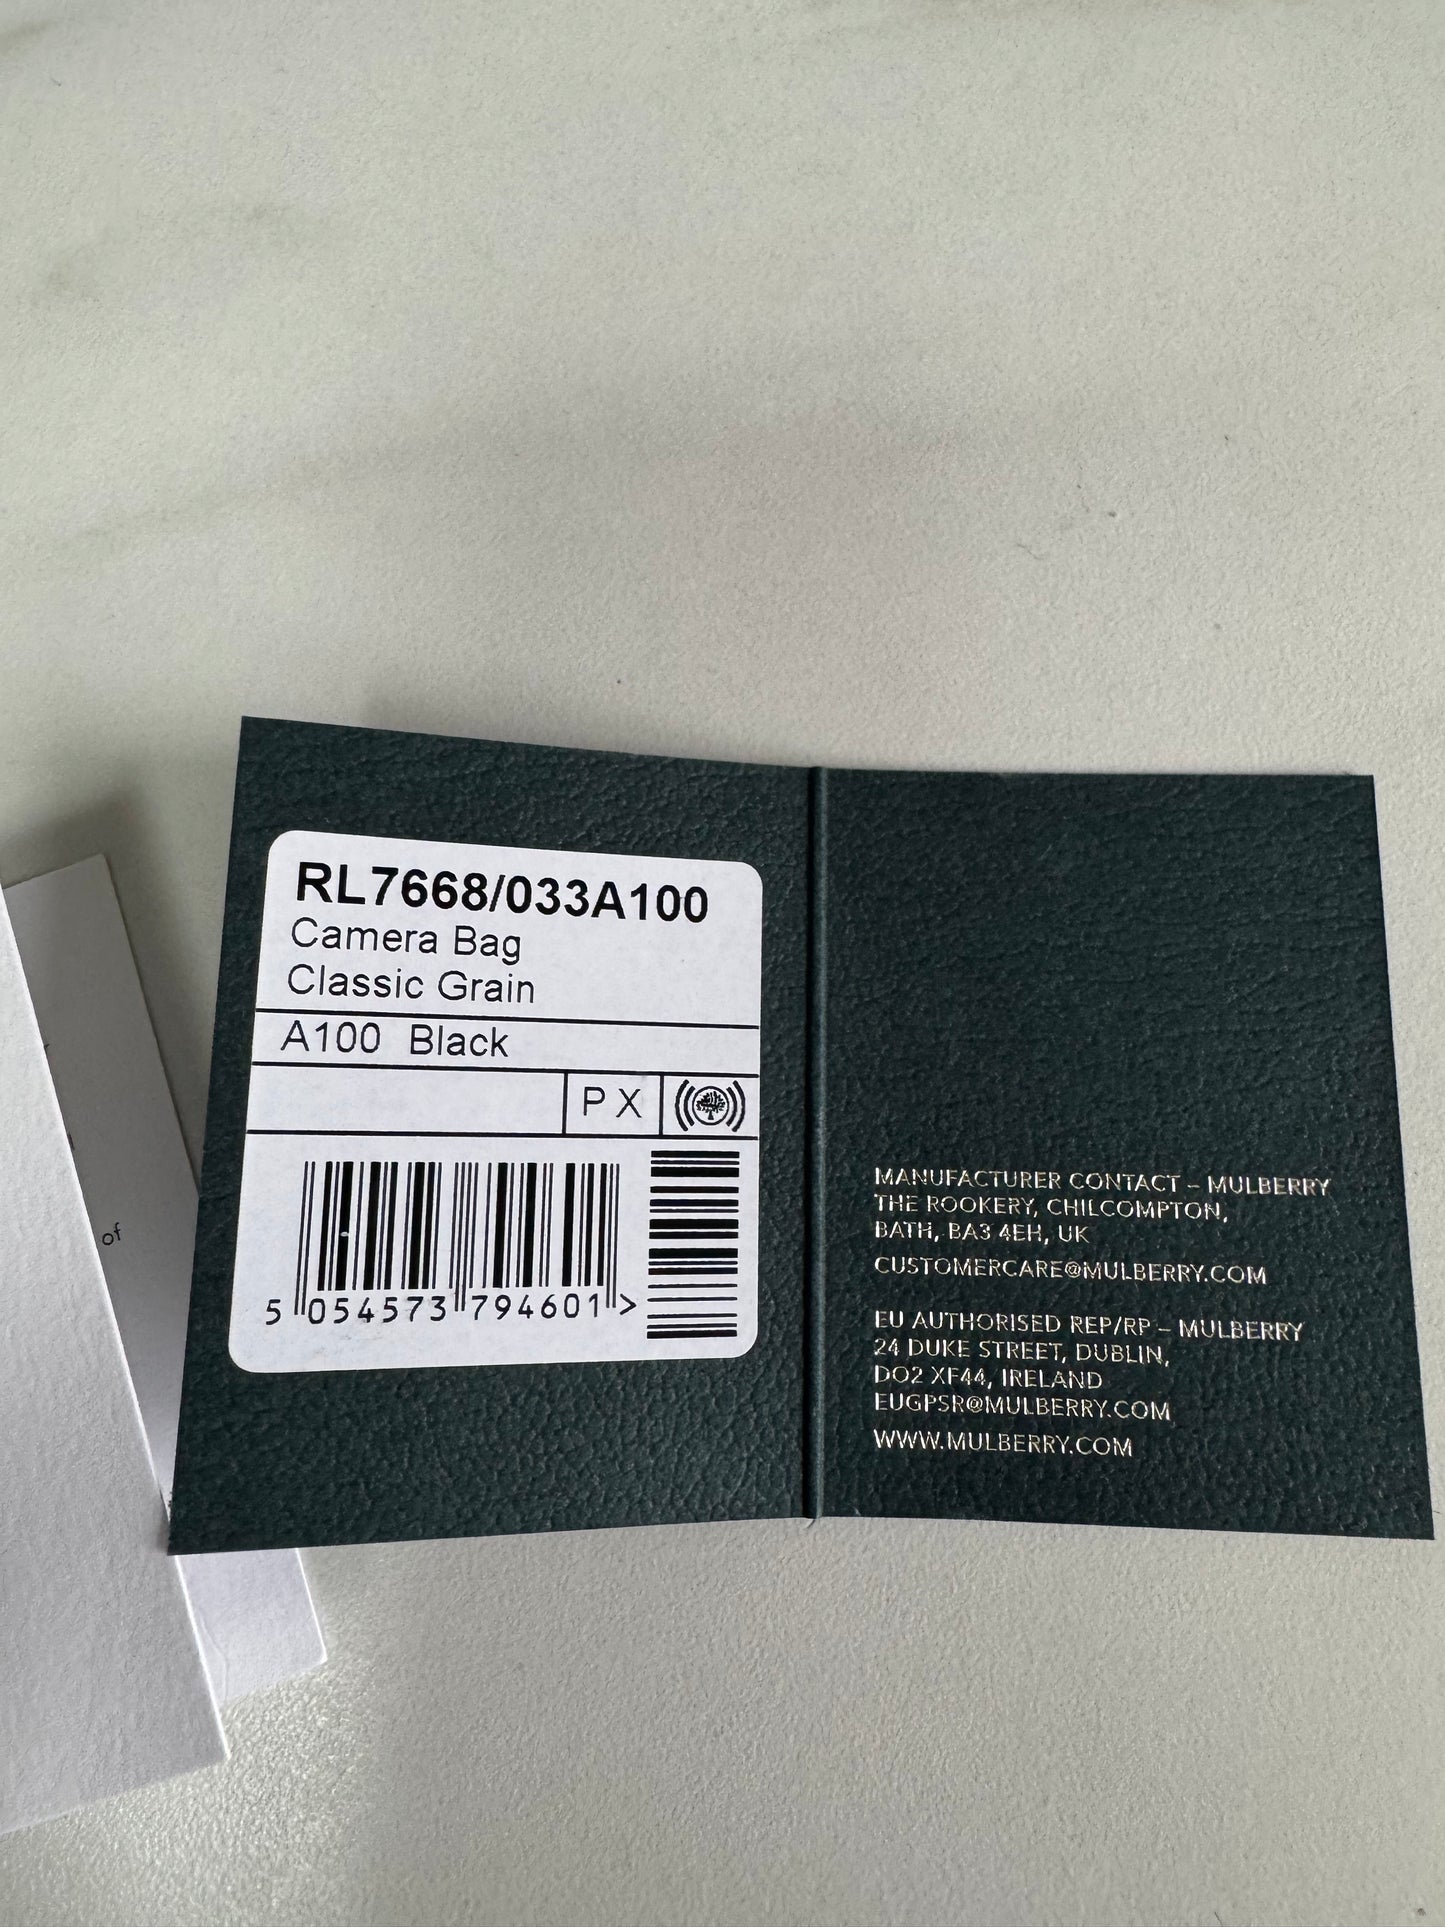 RL7668/033A100
Camera Bag
Classic Grain
A100 Black
P X
5 054573 794601 >
MANUFACTURER CONTACT – MULBERRY
THE ROOKERY, CHILCOMPTON,
BATH, BA3 4EH, UK
CUSTOMERCARE@MULBERRY.COM
EU AUTHORISED REP/RP – MULBERRY
24 DUKE STREET, DUBLIN,
DO2 XF44, IRELAND
EUGPSR@MULBERRY.COM
WWW.MULBERRY.COM
of